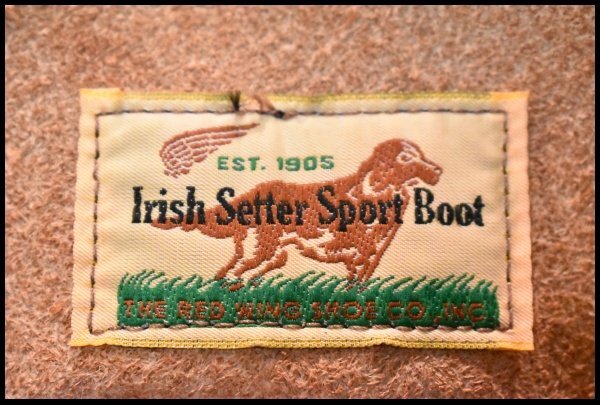 EST. 1905
Irish Setter Sport Boot
THE RED WING SHOE CO., INC.